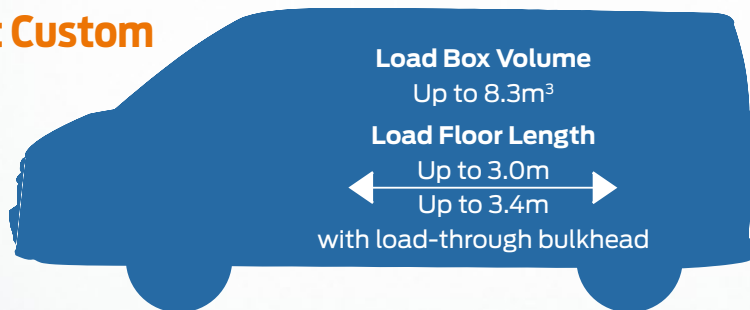 Custom
Load Box Volume
Up to 8.3m³
Load Floor Length
Up to 3.0m
Up to 3.4m
with load-through bulkhead